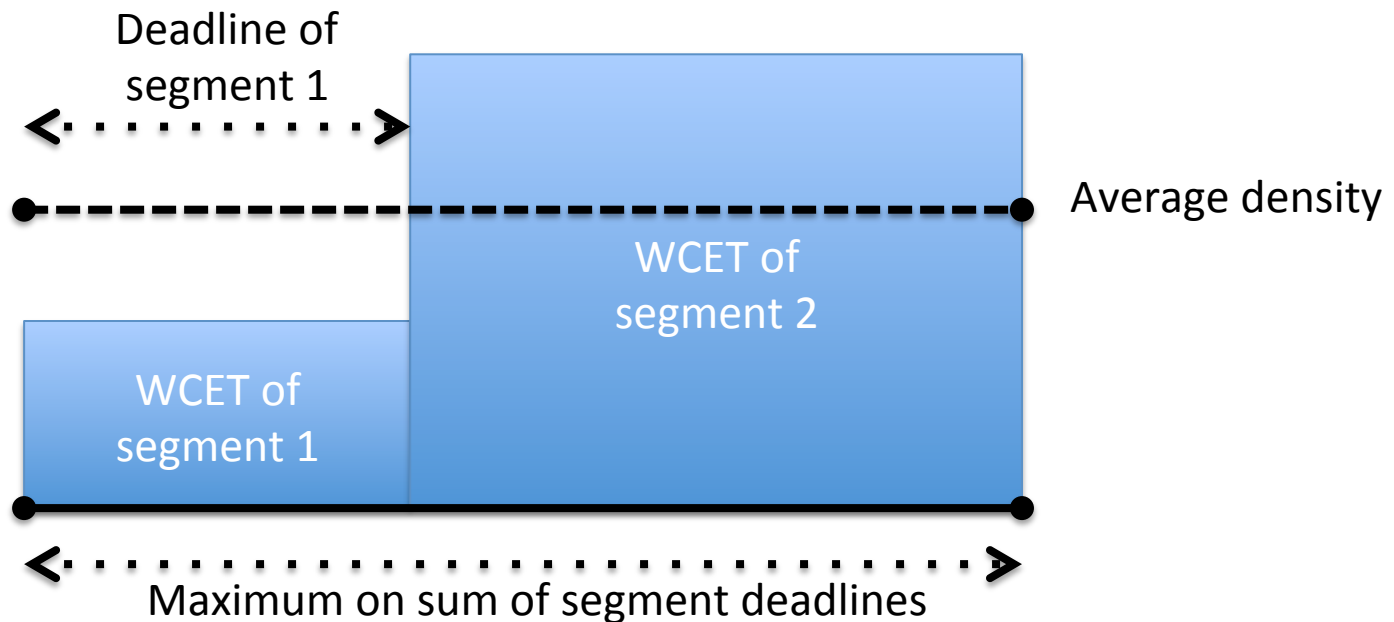 Deadline of
segment 1
Average density
WCET of
segment 2
WCET of
segment 1
Maximum on sum of segment deadlines